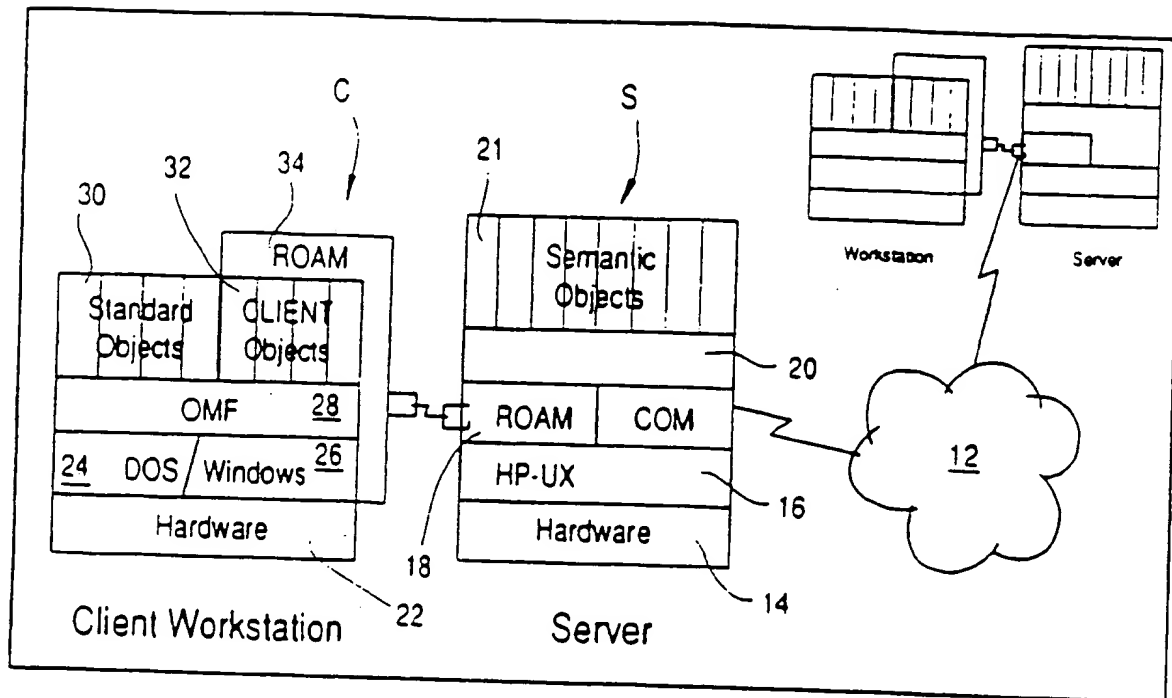 C
S
34
21
32
30
ROAM
Semantic
Objects
Workstation
Server
Standard
Objects
CLIENT
Objects
20
OMF 28
ROAM
COM
12
24 DOS
Windows 26
HP-UX
16
Hardware
18
Hardware
22
14
Client Workstation
Server